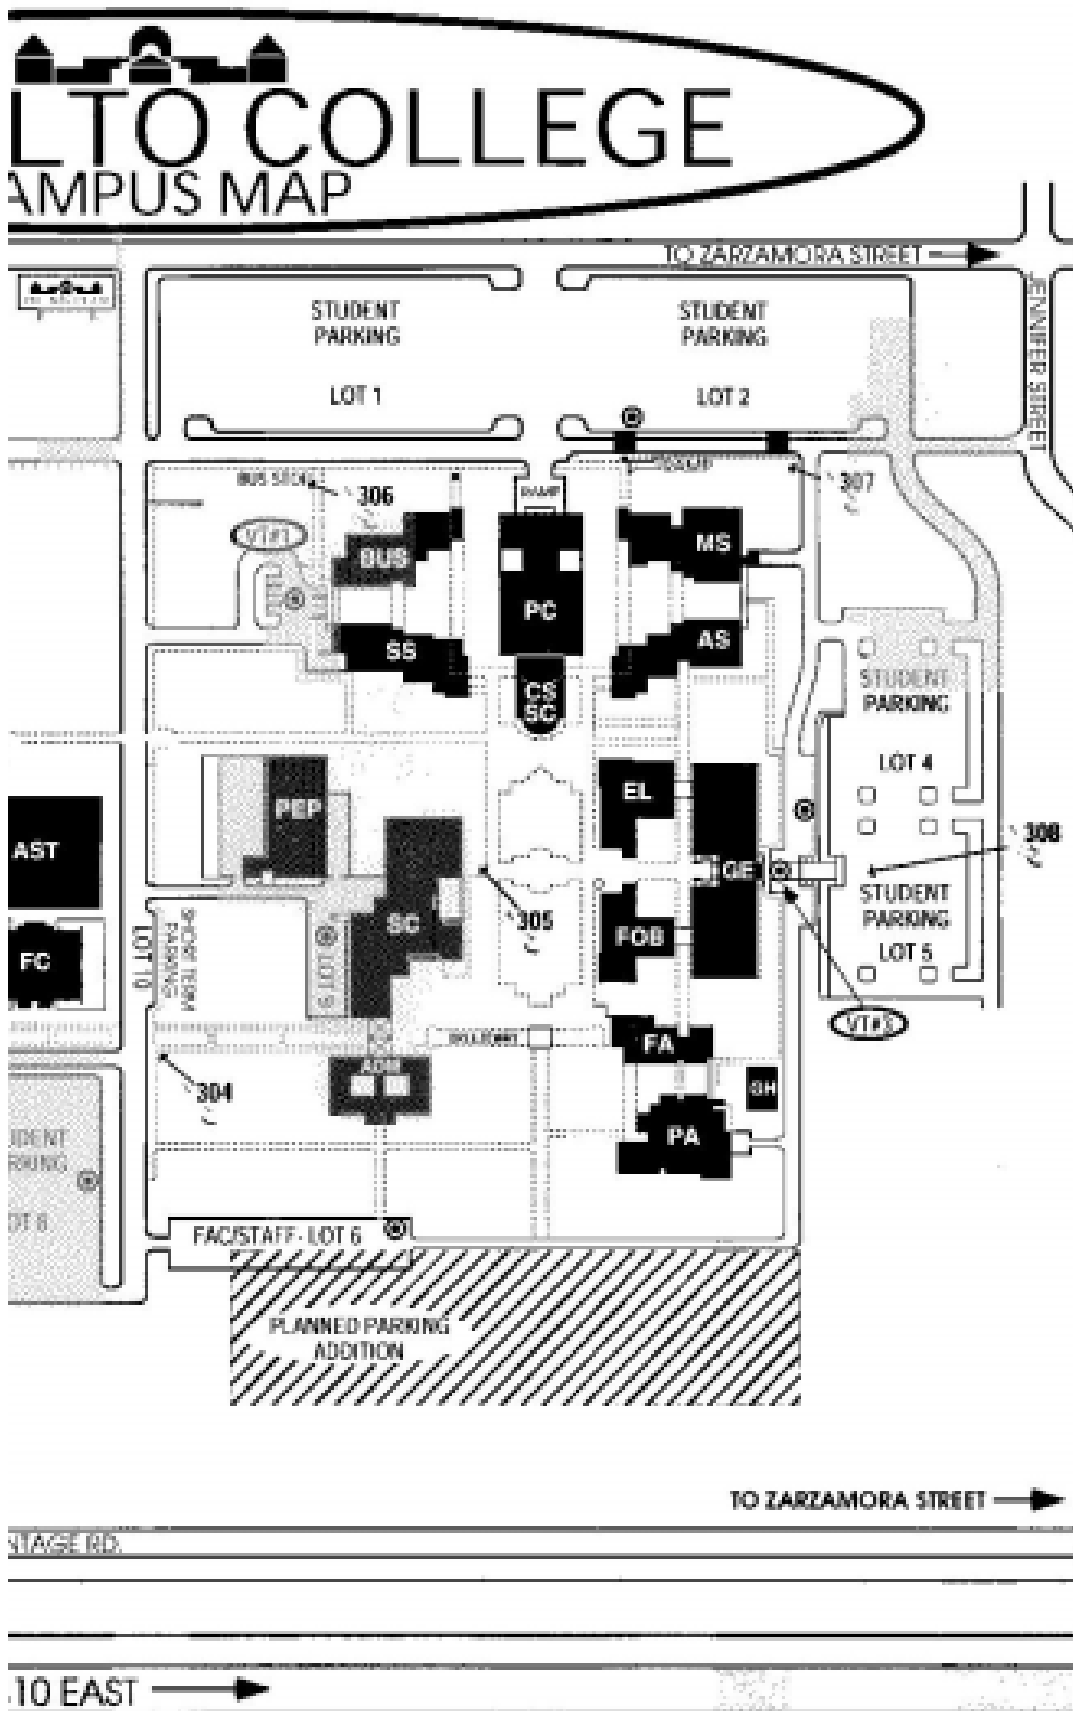 LTO COLLEGE
AMPUS MAP
TO ZARZAMORA STREET
JENNIFER STREET
STUDENT
PARKING
LOT 1
STUDENT
PARKING
LOT 2
BUS STOP
306
RAMP
307
VT#1
BUS
MS
PC
SS
AS
CS
SC
STUDENT
PARKING
LOT 4
PEP
EL
AST
308
GE
STUDENT
PARKING
LOT 5
SC
305
FOB
FC
LOT 10
SHORT TERM
PARKING
LOT 9
FA
ADM
304
GH
PA
UDENT
RKING
OT 8
FAC/STAFF - LOT 6
PLANNED PARKING
ADDITION
TO ZARZAMORA STREET
NTAGE RD.
10 EAST